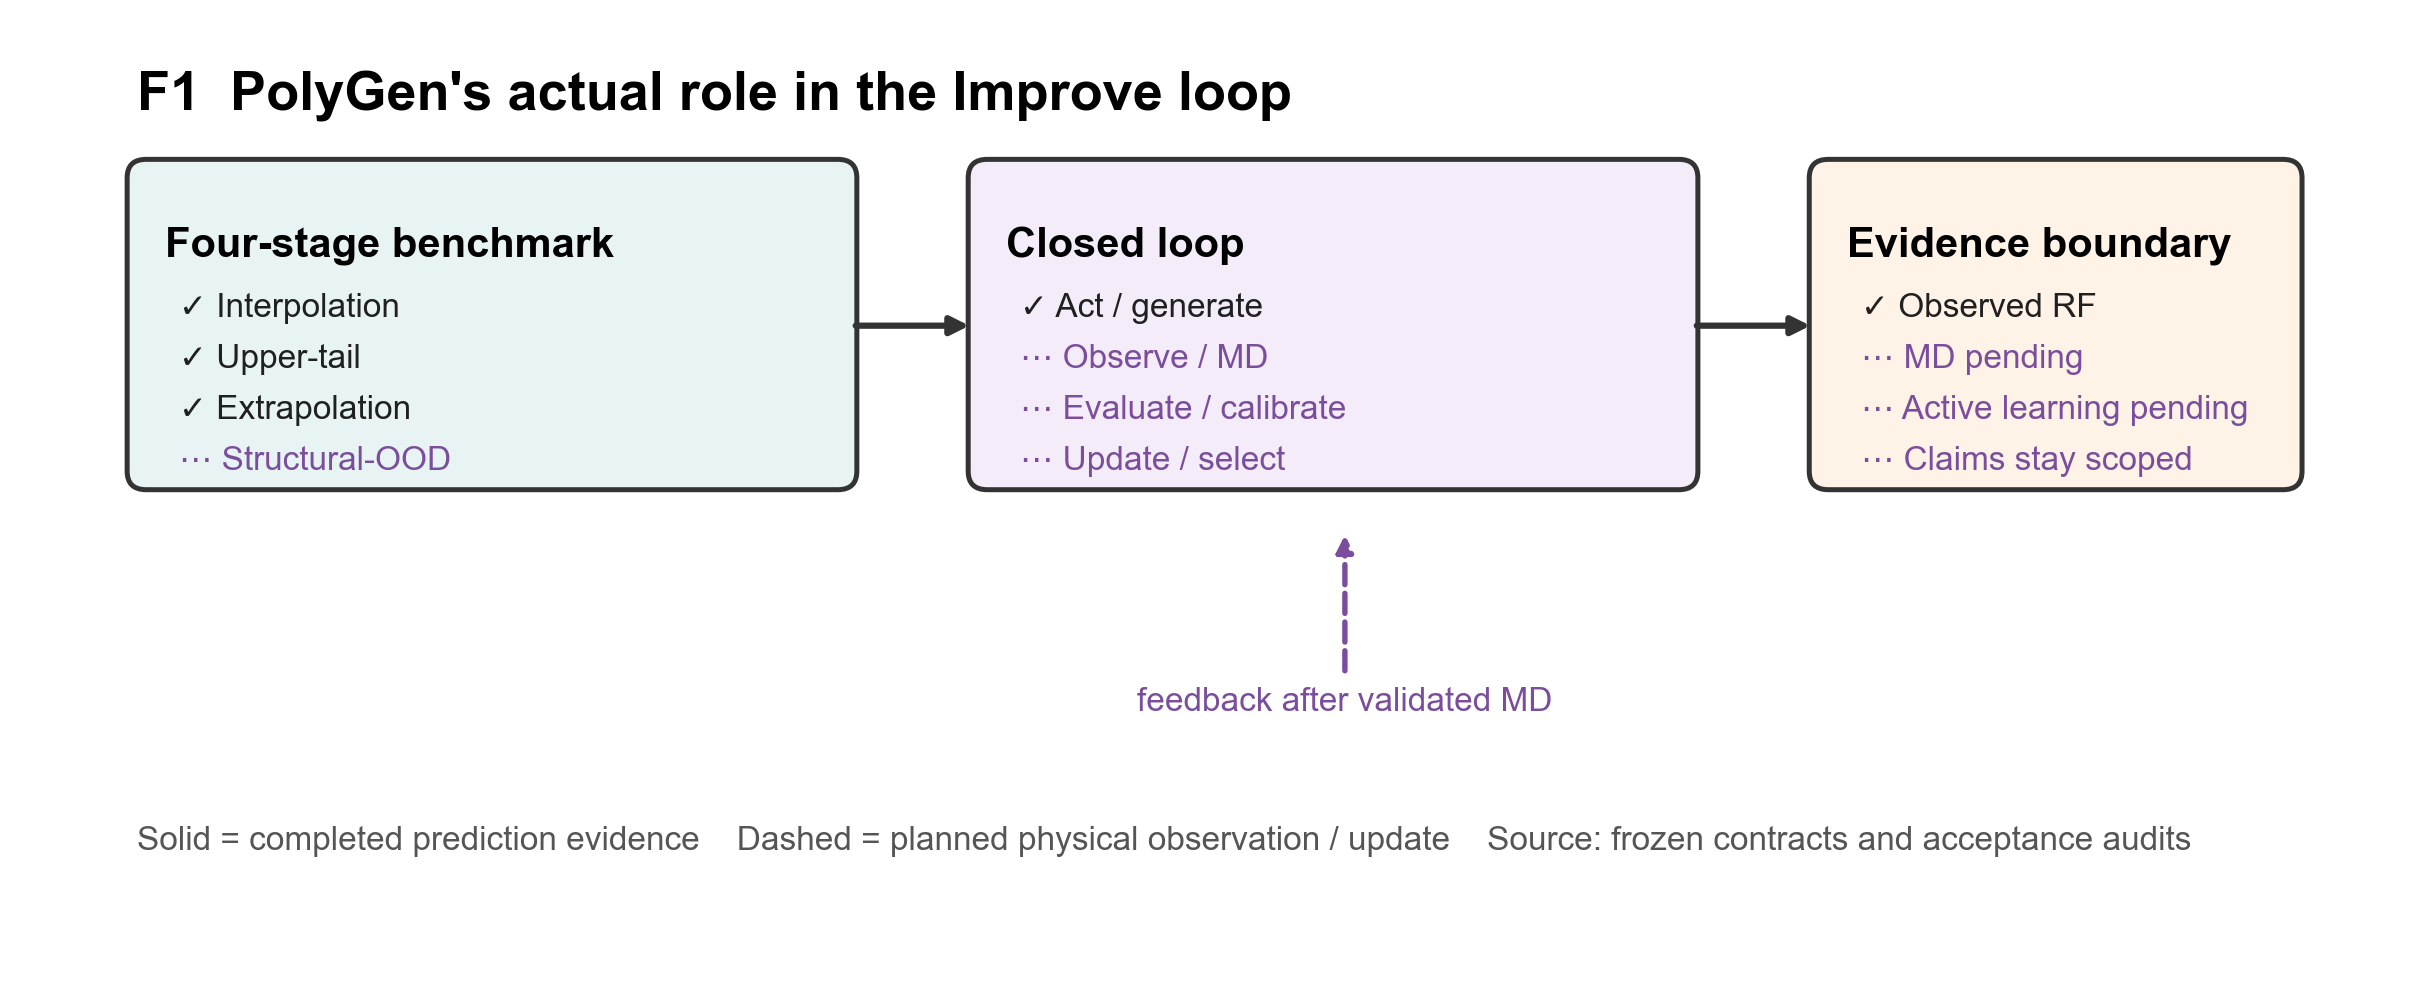 F1 PolyGen's actual role in the Improve loop
Four-stage benchmark
✓ Interpolation
✓ Upper-tail
✓ Extrapolation
⋯ Structural-OOD
Closed loop
✓ Act / generate
⋯ Observe / MD
⋯ Evaluate / calibrate
⋯ Update / select
Evidence boundary
✓ Observed RF
⋯ MD pending
⋯ Active learning pending
⋯ Claims stay scoped
feedback after validated MD
Solid = completed prediction evidence Dashed = planned physical observation / update Source: frozen contracts and acceptance audits